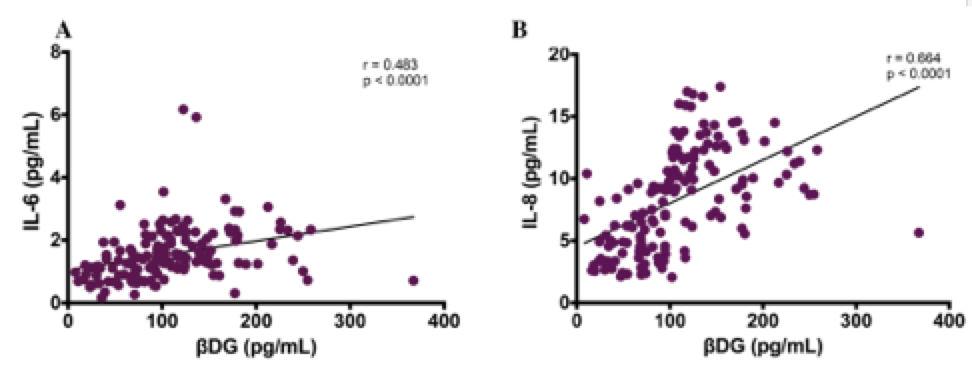 A
r = 0.483
p < 0.0001
IL-6 (pg/mL)
8
6
4
2
0
0 100 200 300 400
βDG (pg/mL)
B
r = 0.664
p < 0.0001
IL-8 (pg/mL)
20
15
10
5
0
0 100 200 300 400
βDG (pg/mL)